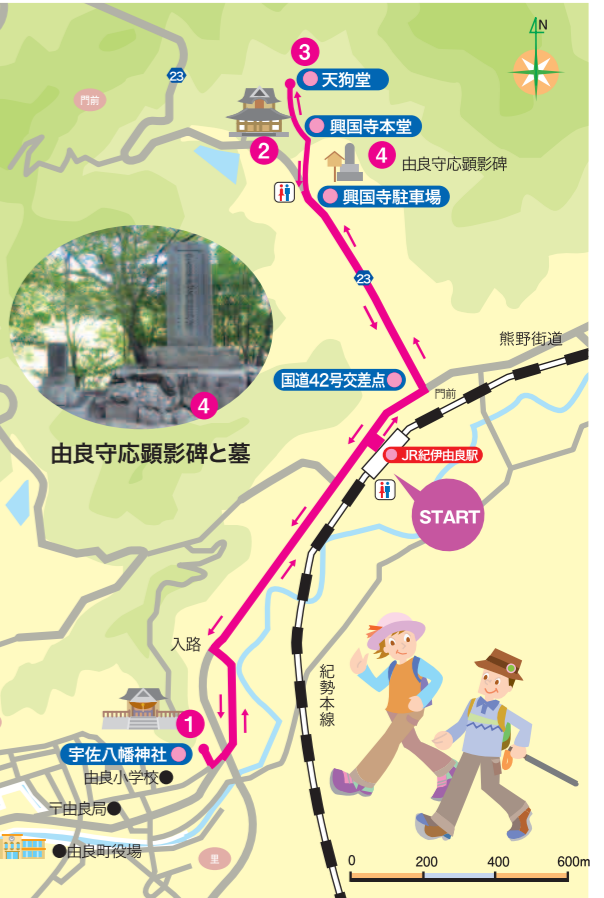 N
3
23
天狗堂
門前
興国寺本堂
2
4
由良守応顕影碑
興国寺駐車場
23
熊野街道
国道42号交差点
門前
4
由良守応顕影碑と墓
JR紀伊由良駅
START
入路
紀勢本線
1
宇佐八幡神社
由良小学校
〒由良局
由良町役場
里
0 200 400 600m